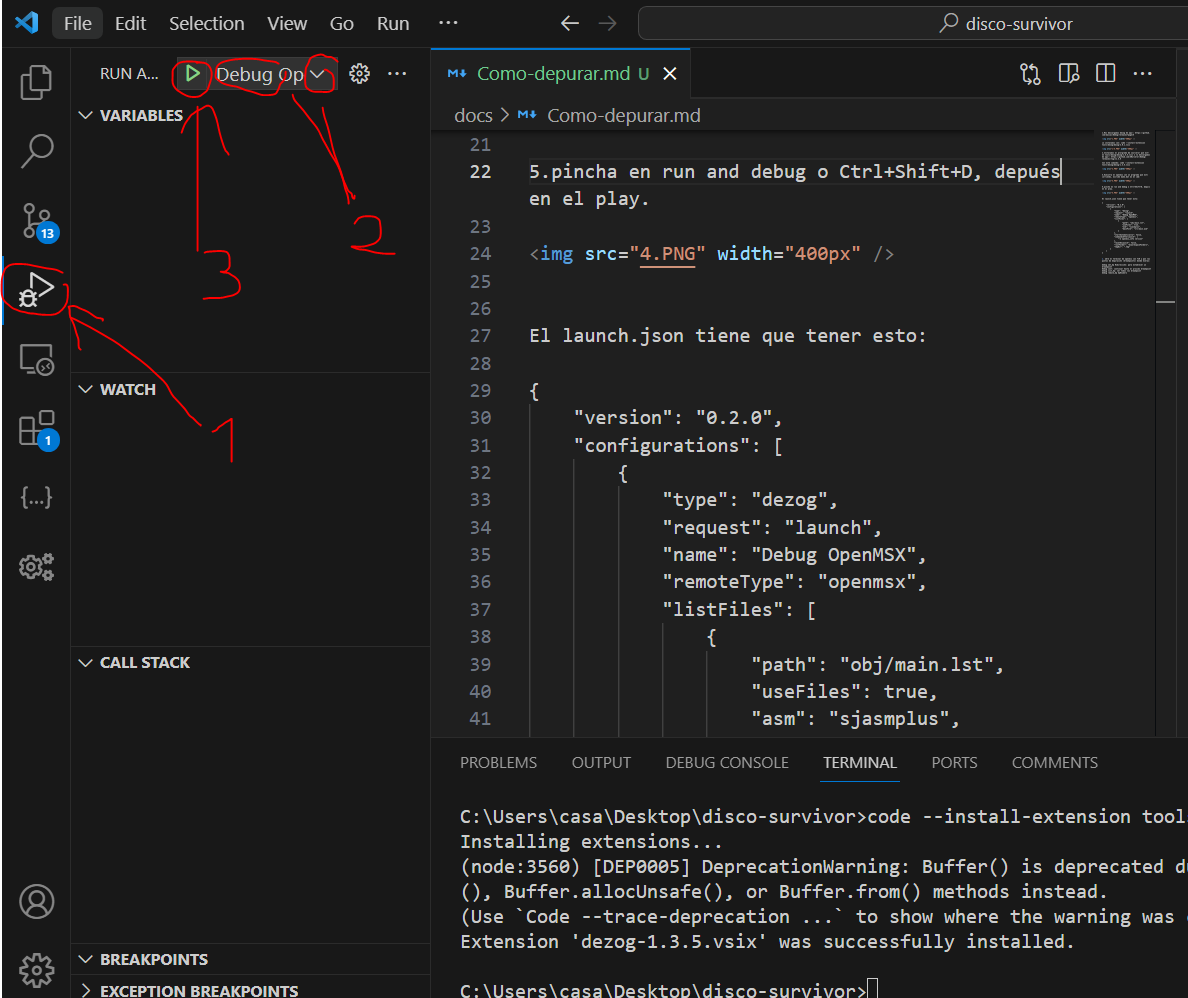 File Edit Selection View Go Run ··· disco-survivor
RUN A... Debug Op ···
VARIABLES
WATCH
CALL STACK
BREAKPOINTS
EXCEPTION BREAKPOINTS
13
1
1
2
3
Como-depurar.md U
docs > Como-depurar.md
21
22 5.pincha en run and debug o Ctrl+Shift+D, depués
en el play.
23
24 <img src="4.PNG" width="400px" />
25
26
27 El launch.json tiene que tener esto:
28
29 {
30 "version": "0.2.0",
31 "configurations": [
32 {
33 "type": "dezog",
34 "request": "launch",
35 "name": "Debug OpenMSX",
36 "remoteType": "openmsx",
37 "listFiles": [
38 {
39 "path": "obj/main.lst",
40 "useFiles": true,
41 "asm": "sjasmplus",
PROBLEMS OUTPUT DEBUG CONSOLE TERMINAL PORTS COMMENTS
C:\Users\casa\Desktop\disco-survivor>code --install-extension tool
Installing extensions...
(node:3560) [DEP0005] DeprecationWarning: Buffer() is deprecated d
(), Buffer.allocUnsafe(), or Buffer.from() methods instead.
(Use `Code --trace-deprecation ...` to show where the warning was
Extension 'dezog-1.3.5.vsix' was successfully installed.
C:\Users\casa\Desktop\disco-survivor>